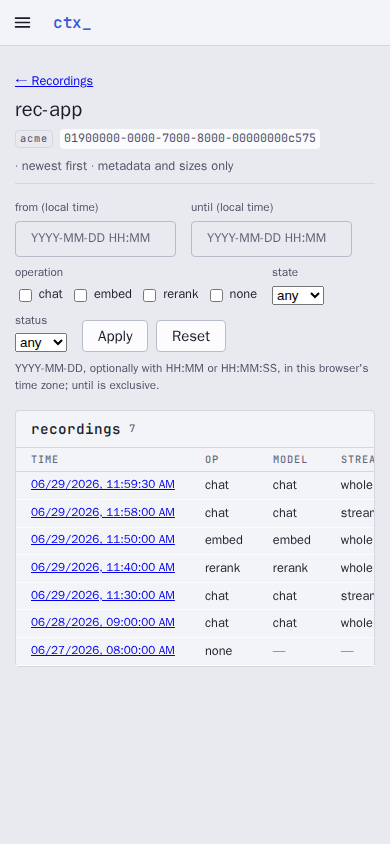 ctx_
← Recordings
rec-app
acme 01900000-0000-7000-8000-00000000c575
· newest first · metadata and sizes only
from (local time) until (local time)
YYYY-MM-DD HH:MM YYYY-MM-DD HH:MM
operation state
chat embed rerank none any
status
any Apply Reset
YYYY-MM-DD, optionally with HH:MM or HH:MM:SS, in this browser's
time zone; until is exclusive.
recordings 7
TIME OP MODEL STREA
06/29/2026, 11:59:30 AM chat chat whole
06/29/2026, 11:58:00 AM chat chat strear
06/29/2026, 11:50:00 AM embed embed whole
06/29/2026, 11:40:00 AM rerank rerank whole
06/29/2026, 11:30:00 AM chat chat strear
06/28/2026, 09:00:00 AM chat chat whole
06/27/2026, 08:00:00 AM none — —